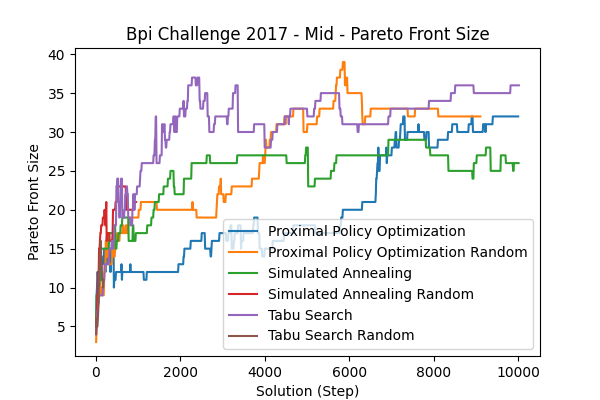 Bpi Challenge 2017 - Mid - Pareto Front Size
Pareto Front Size
40
35
30
25
20
15
10
5
Proximal Policy Optimization
Proximal Policy Optimization Random
Simulated Annealing
Simulated Annealing Random
Tabu Search
Tabu Search Random
0
2000
4000
6000
8000
10000
Solution (Step)